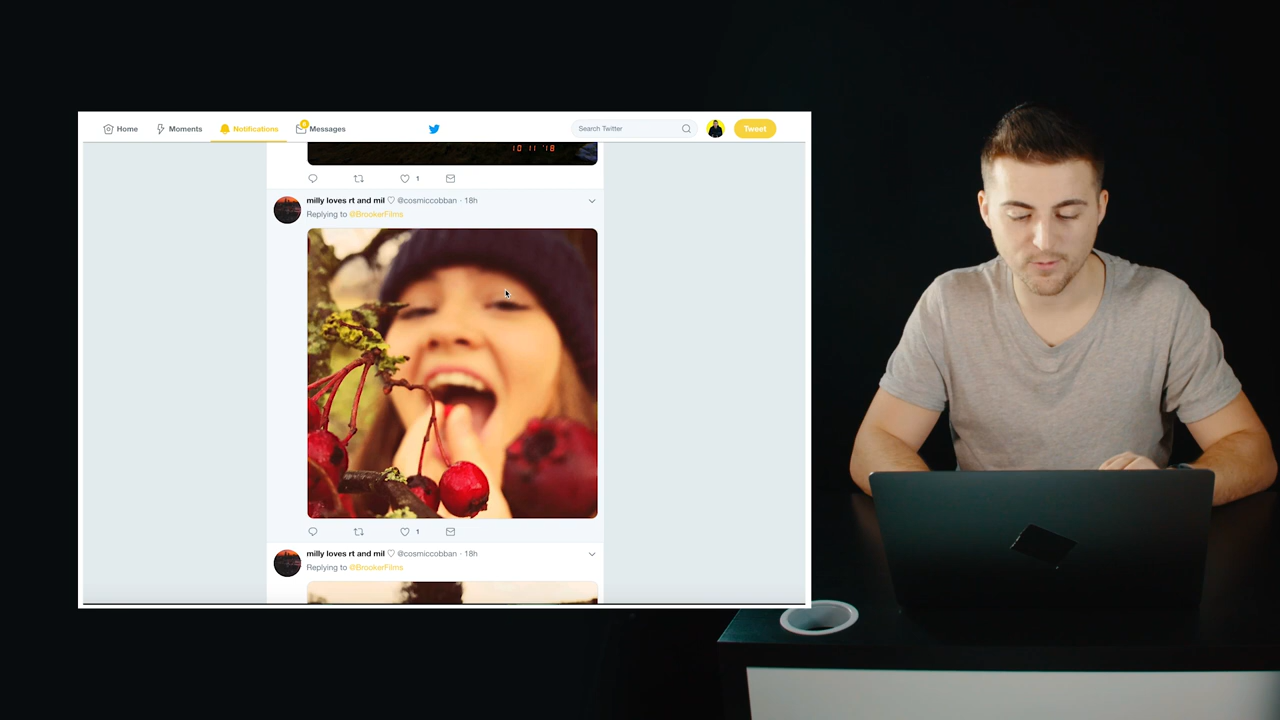 Home Moments Notifications 6 Messages Search Twitter Tweet
10 11 '18
1
milly loves rt and mil ♡ @cosmiccobban · 18h
Replying to @BrookerFilms
1
milly loves rt and mil ♡ @cosmiccobban · 18h
Replying to @BrookerFilms